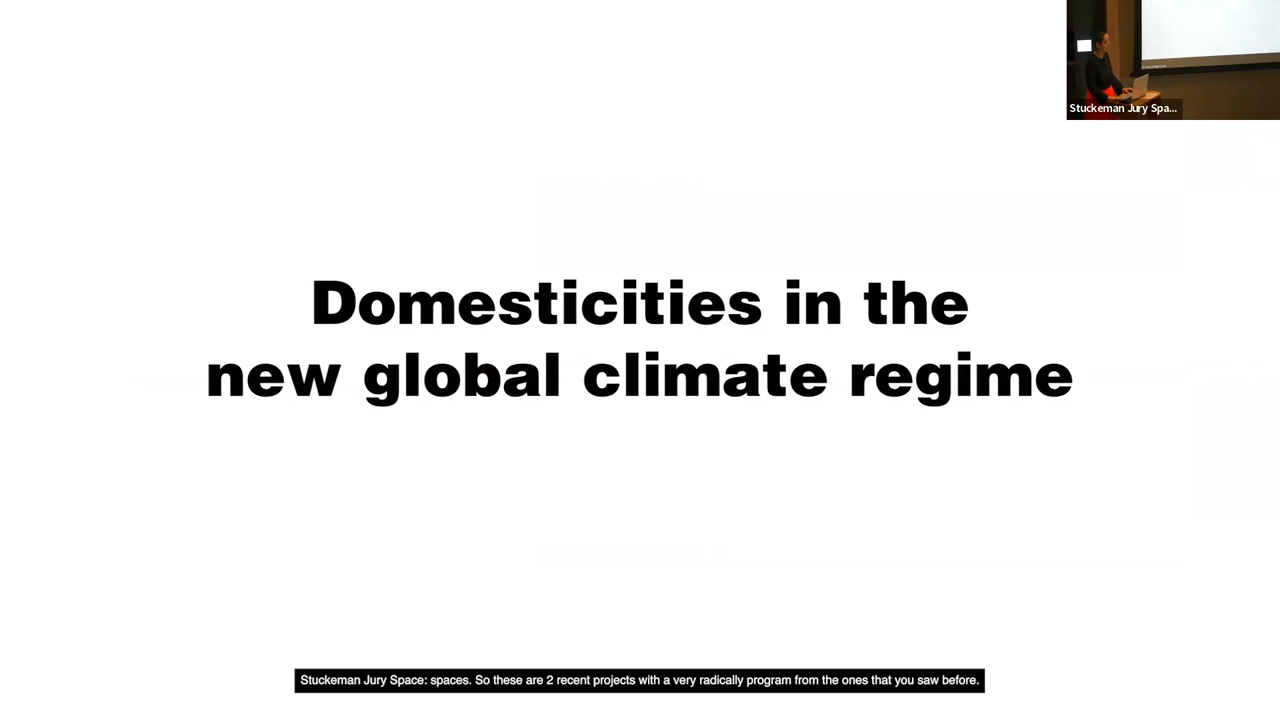 Stuckeman Jury Spa...
Domesticities in the
new global climate regime
Stuckeman Jury Space: spaces. So these are 2 recent projects with a very radically program from the ones that you saw before.